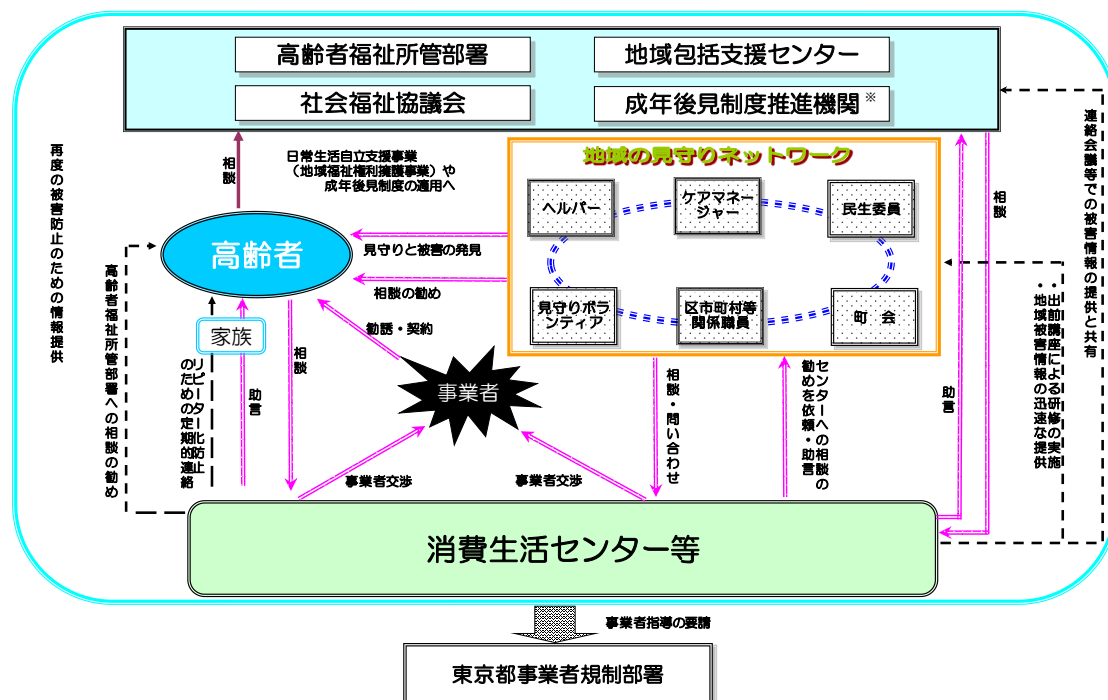 高齢者福祉所管部署
地域包括支援センター
社会福祉協議会
成年後見制度推進機関※
再度の被害防止のための情報提供
相談
日常生活自立支援事業
(地域福祉権利擁護事業)や
成年後見制度の適用へ
地域の見守りネットワーク
ヘルパー
ケアマネー
ジャー
民生委員
見守りボラ
ンティア
区市町村等
関係職員
町 会
相談
助言
連絡会議等での被害情報の提供と共有
・出前講座による研修の実施
・地域被害情報の迅速な提供
高齢者
見守りと被害の発見
相談の勧め
高齢者福祉所管部署への相談の勧め
家族
勧誘・契約
リピーター化防止
のための定期的連絡
助言
相談
事業者
事業者交渉
事業者交渉
相談・問い合わせ
センターへの相談の
勧めを依頼・助言
消費生活センター等
事業者指導の要請
東京都事業者規制部署